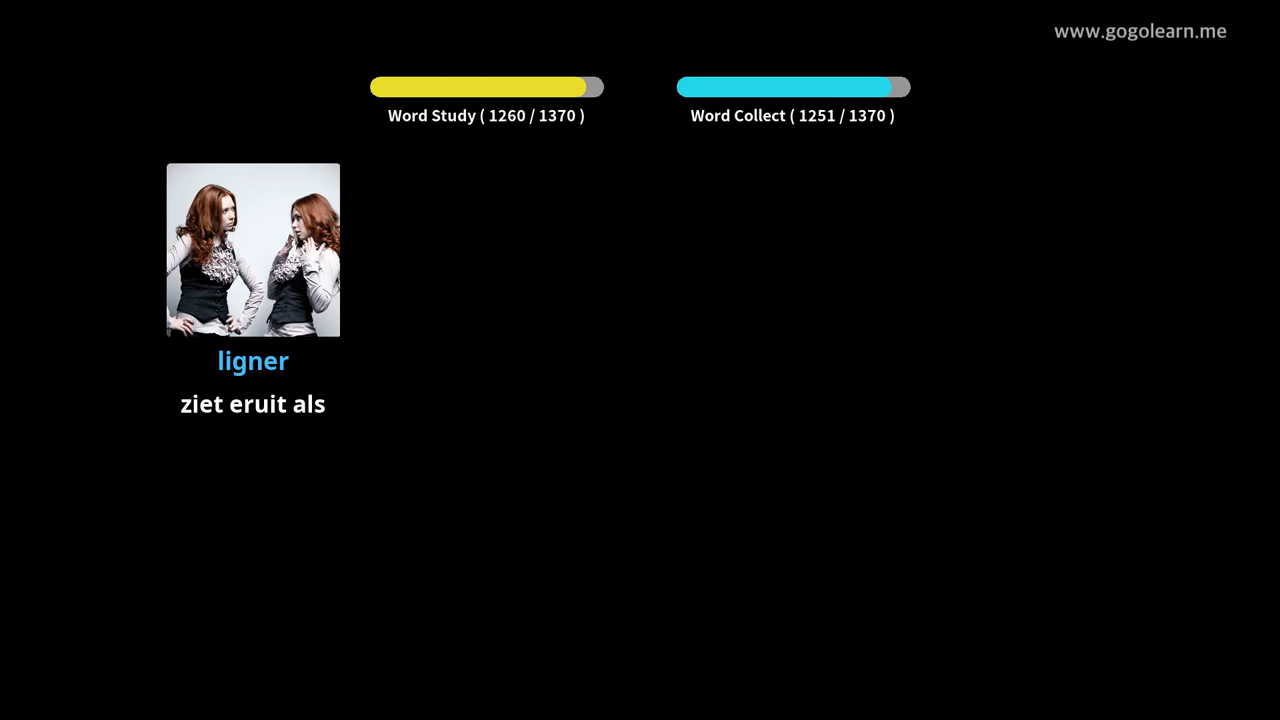 www.gogolearn.me
Word Study ( 1260 / 1370 )
Word Collect ( 1251 / 1370 )
ligner
ziet eruit als